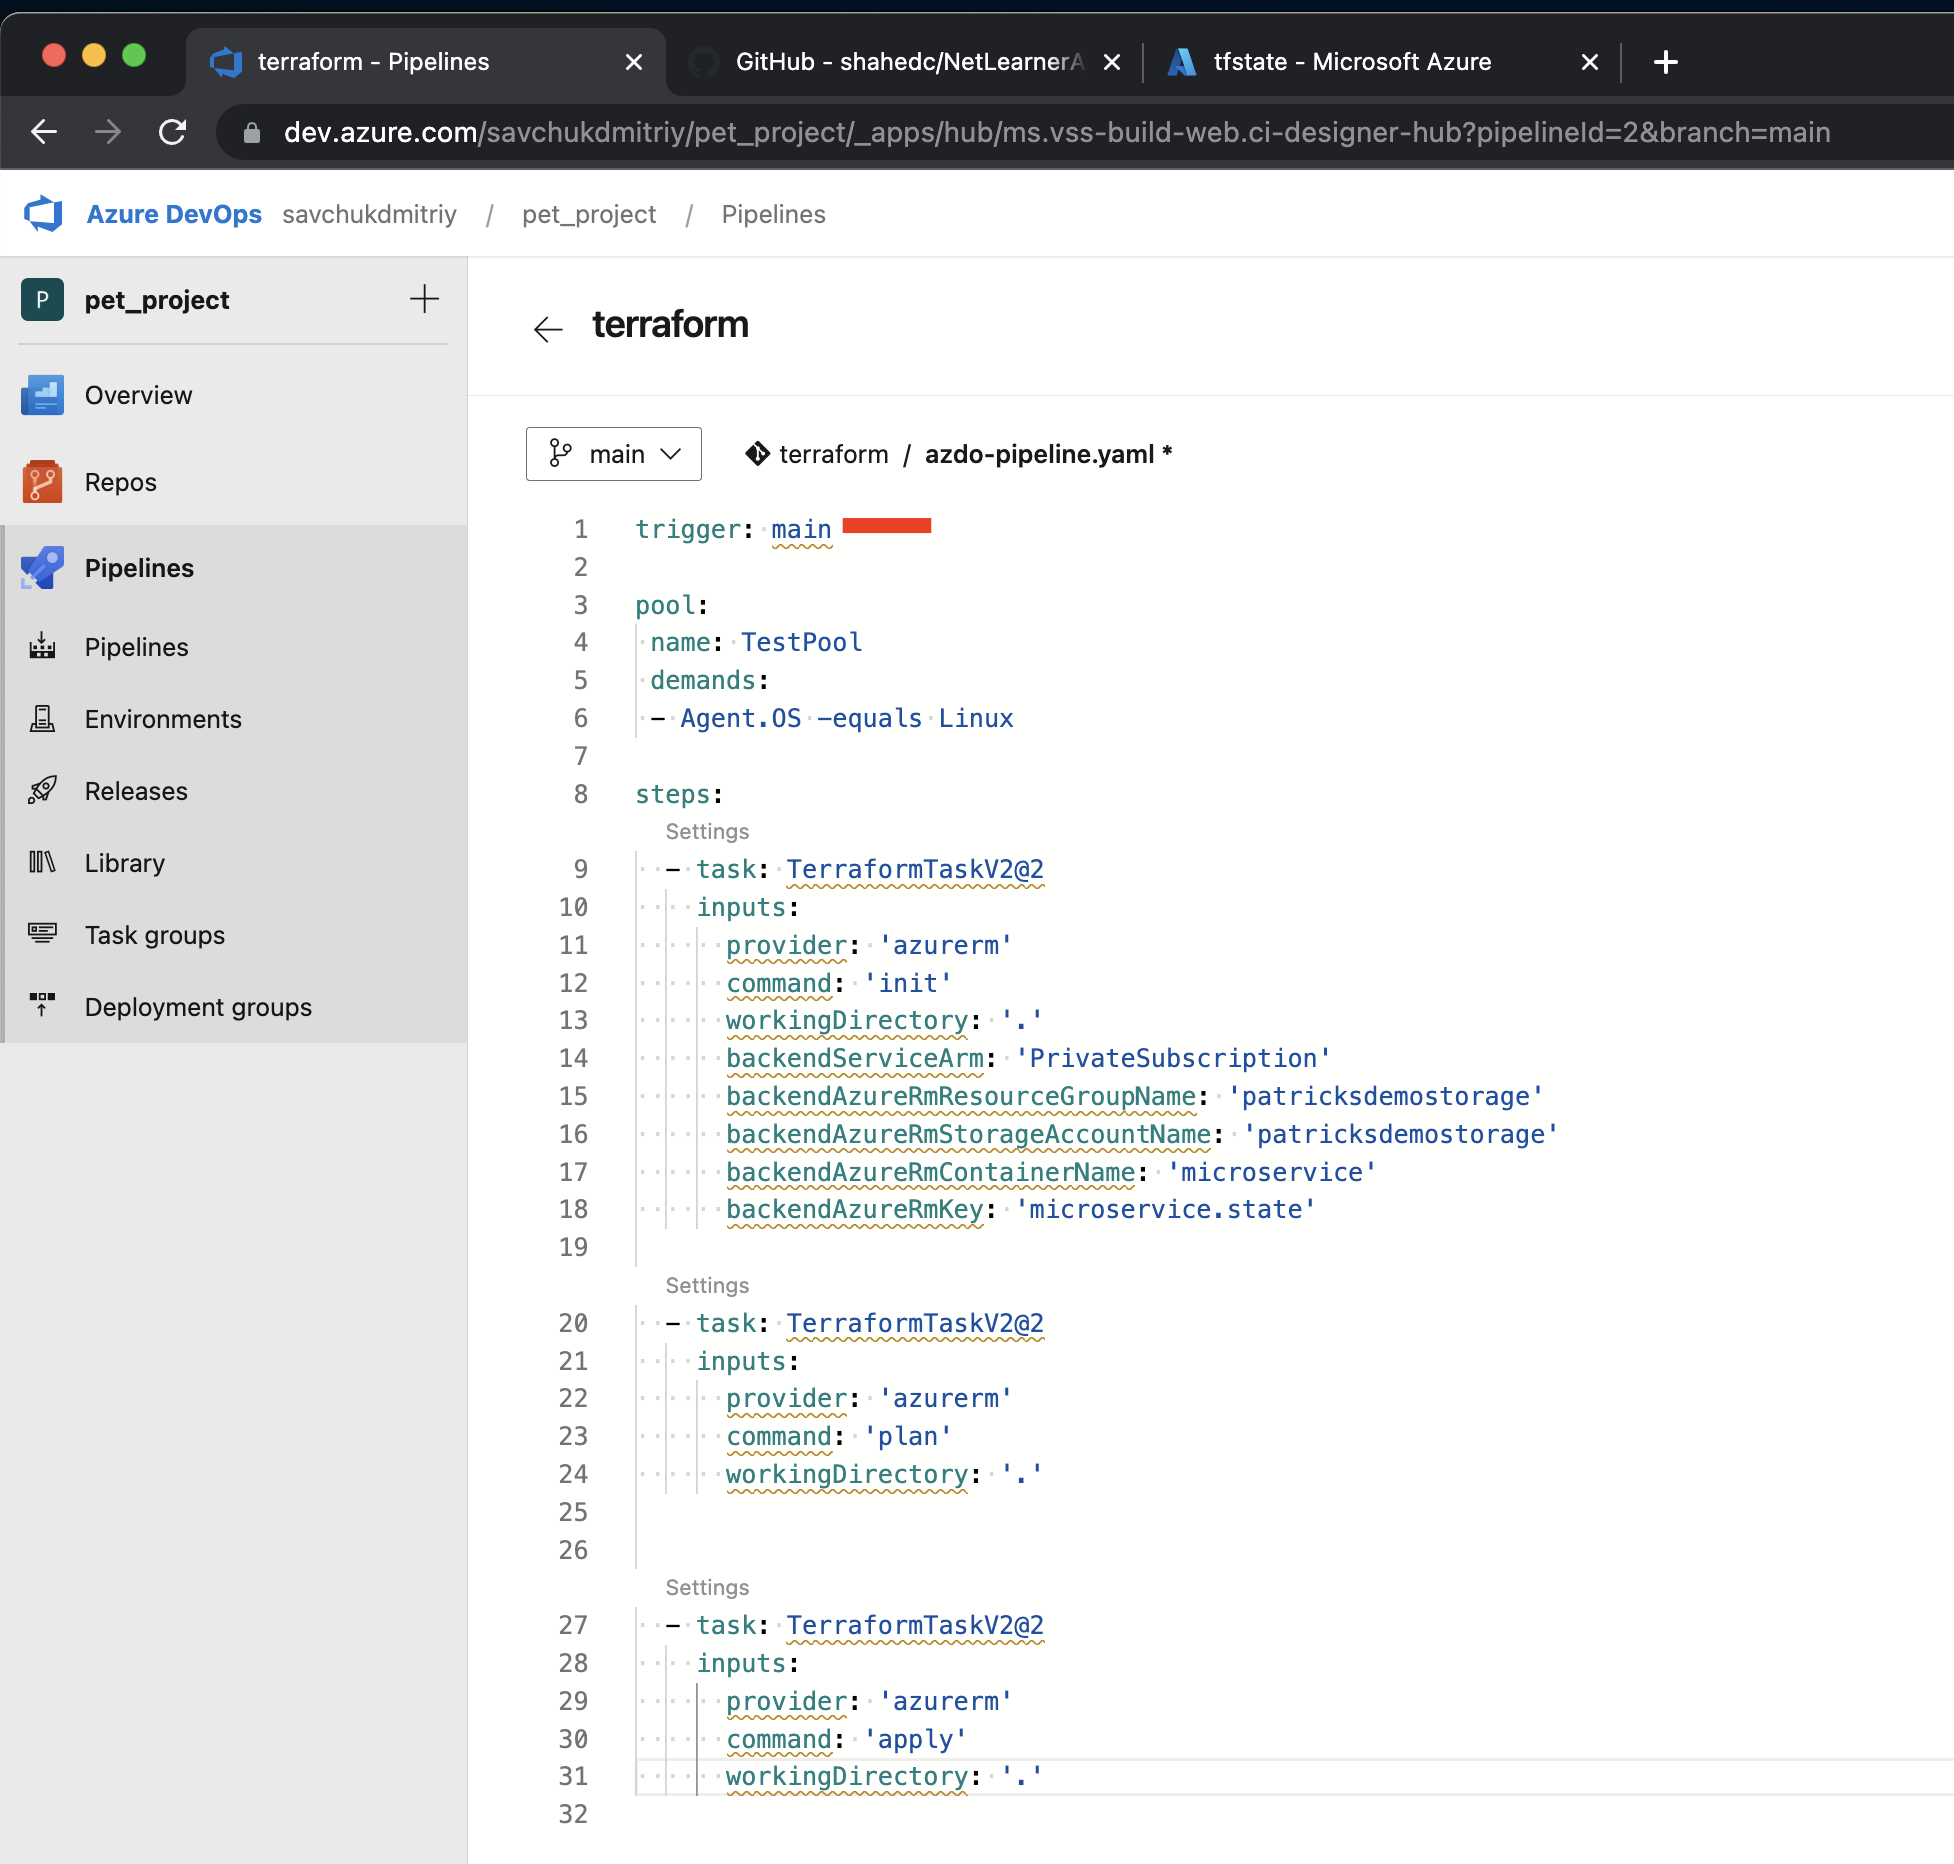 terraform - Pipelines
GitHub - shahedc/NetLearnerA
tfstate - Microsoft Azure
dev.azure.com/savchukdmitriy/pet_project/_apps/hub/ms.vss-build-web.ci-designer-hub?pipelineId=2&branch=main
Azure DevOps savchukdmitriy / pet_project / Pipelines
P pet_project
Overview
Repos
Pipelines
Pipelines
Environments
Releases
Library
Task groups
Deployment groups
terraform
main terraform / azdo-pipeline.yaml *
1 trigger: main
2
3 pool:
4 name: TestPool
5 demands:
6 - Agent.OS -equals Linux
7
8 steps:
Settings
9 - task: TerraformTaskV2@2
10 inputs:
11 provider: 'azurerm'
12 command: 'init'
13 workingDirectory: '.'
14 backendServiceArm: 'PrivateSubscription'
15 backendAzureRmResourceGroupName: 'patricksdemostorage'
16 backendAzureRmStorageAccountName: 'patricksdemostorage'
17 backendAzureRmContainerName: 'microservice'
18 backendAzureRmKey: 'microservice.state'
19
Settings
20 - task: TerraformTaskV2@2
21 inputs:
22 provider: 'azurerm'
23 command: 'plan'
24 workingDirectory: '.'
25
26
Settings
27 - task: TerraformTaskV2@2
28 inputs:
29 provider: 'azurerm'
30 command: 'apply'
31 workingDirectory: '.'
32